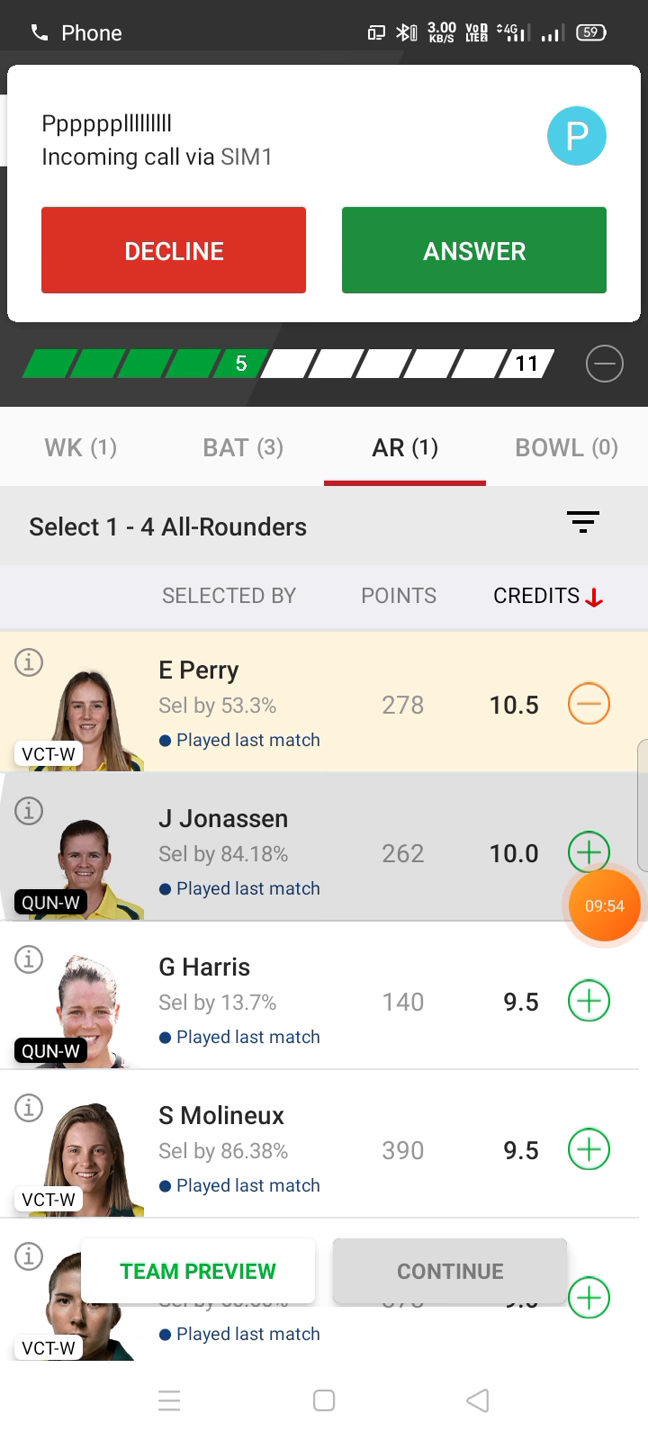 Phone
3.00 KB/S
VoD LTE
4G
59
Ppppppllllllllll
Incoming call via SIM1
P
DECLINE
ANSWER
5
11
WK (1)
BAT (3)
AR (1)
BOWL (0)
Select 1 - 4 All-Rounders
SELECTED BY
POINTS
CREDITS
E Perry
Sel by 53.3%
278
10.5
Played last match
VCT-W
J Jonassen
Sel by 84.18%
262
10.0
Played last match
QUN-W
09:54
G Harris
Sel by 13.7%
140
9.5
Played last match
QUN-W
S Molineux
Sel by 86.38%
390
9.5
Played last match
VCT-W
TEAM PREVIEW
CONTINUE
Played last match
VCT-W